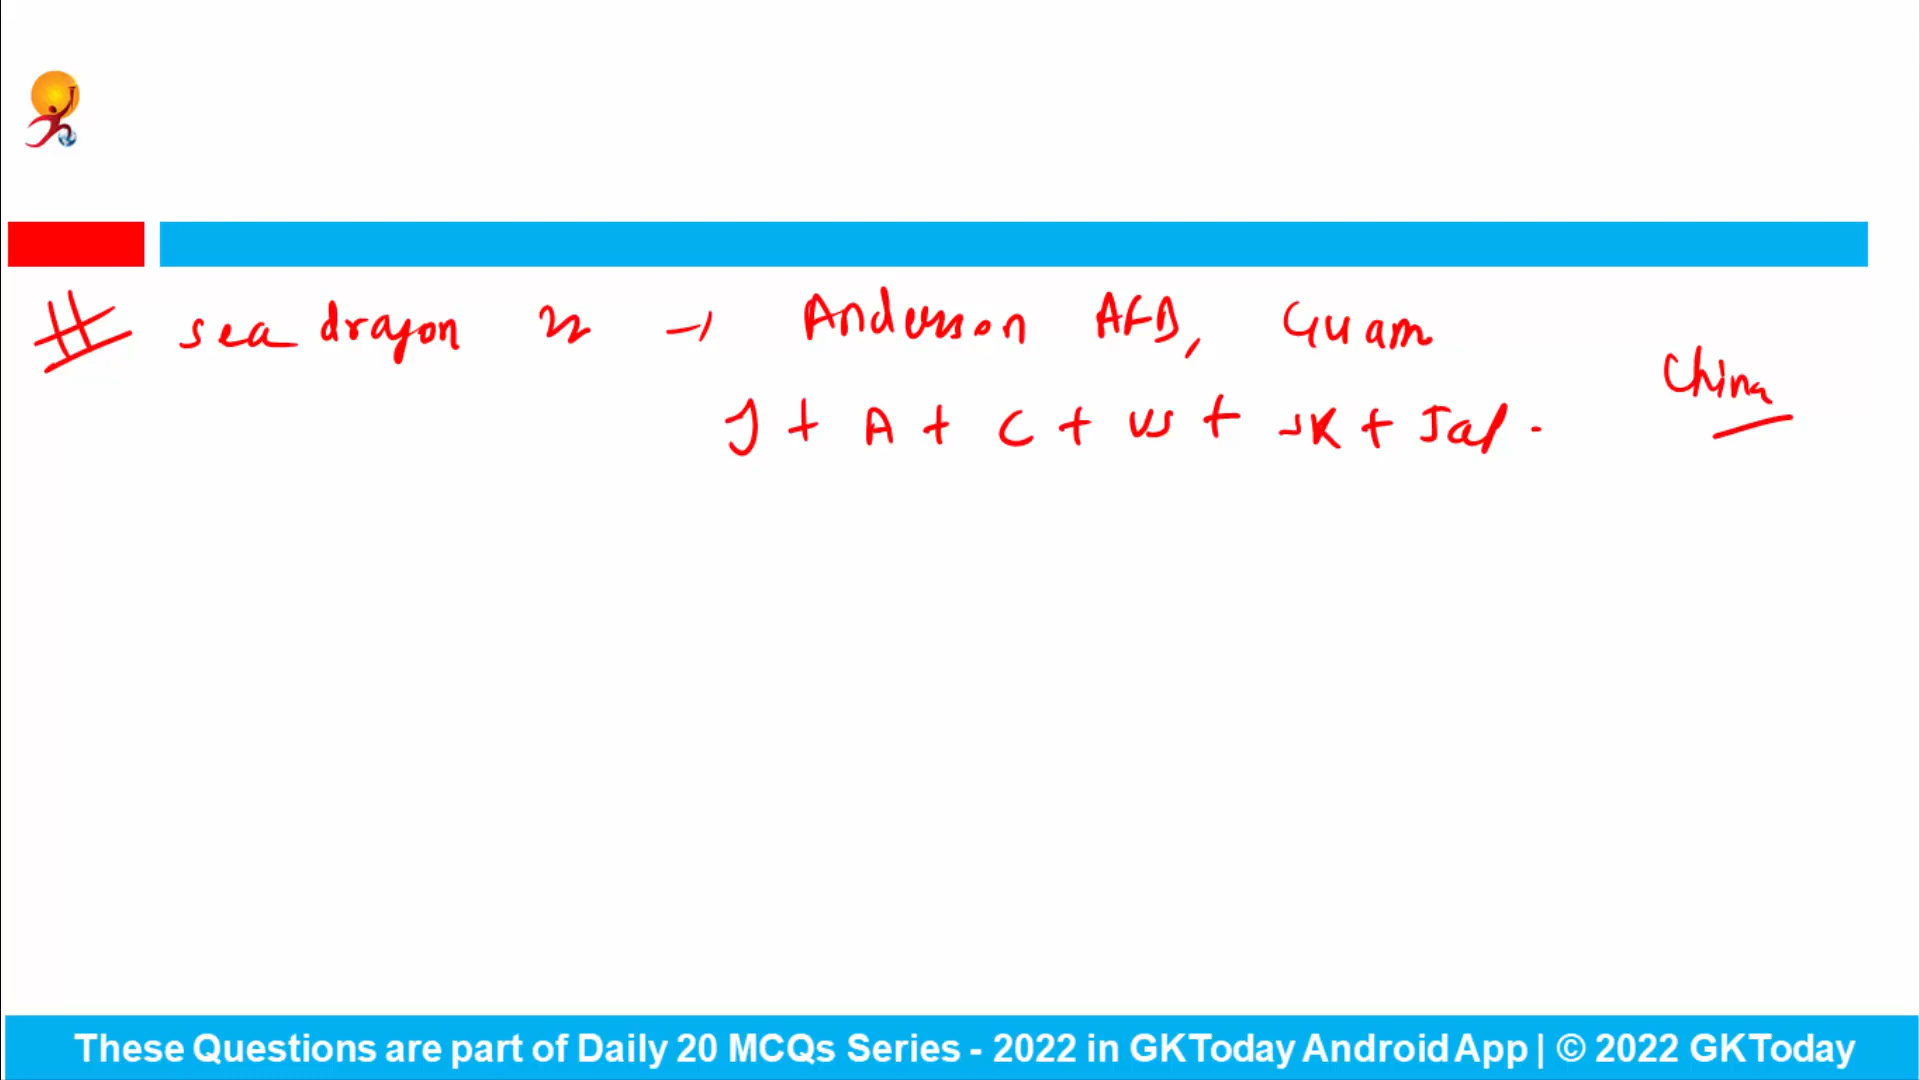 # sea dragon 22 → Anderson AFB, Guam
China
I + A + C + US + SK + Jap.
These Questions are part of Daily 20 MCQs Series - 2022 in GKToday Android App | © 2022 GKToday